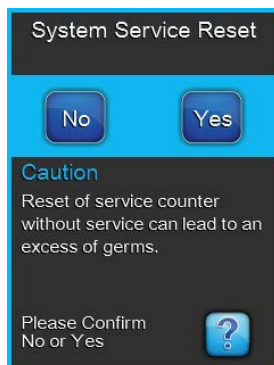 System Service Reset
No Yes
Caution
Reset of service counter
without service can lead to an
excess of germs.
Please Confirm
No or Yes
?